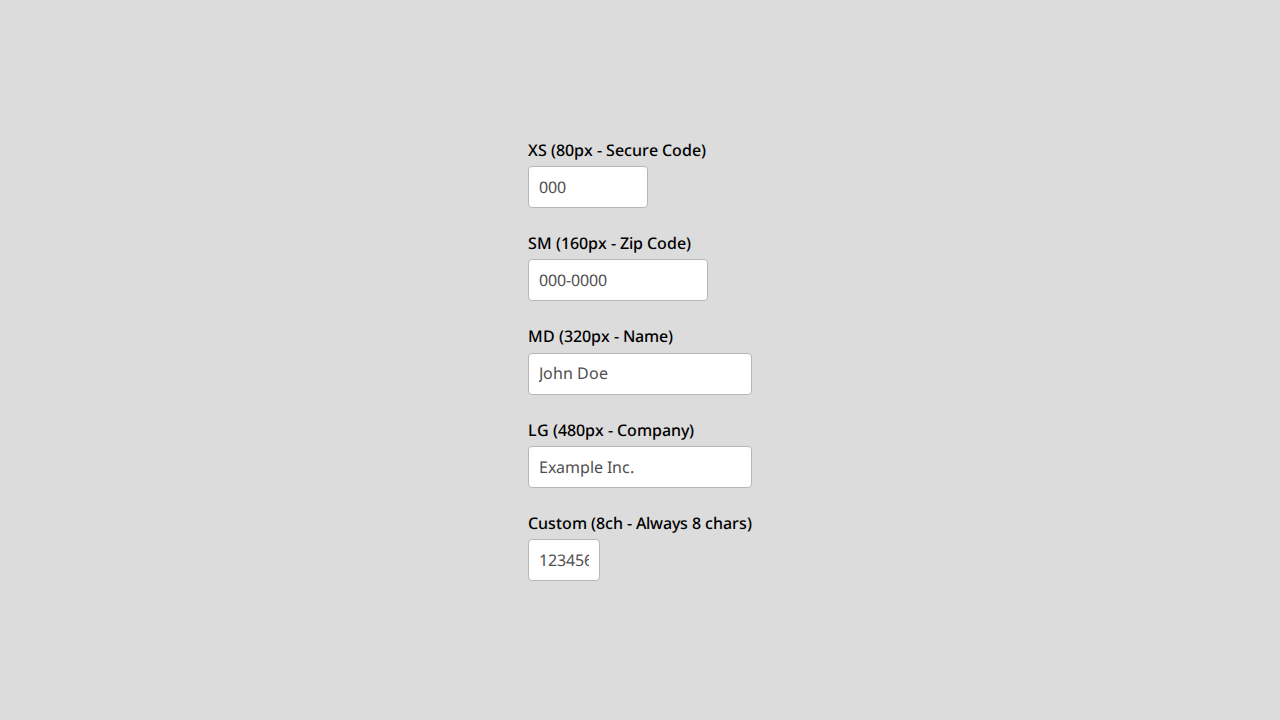 XS (80px - Secure Code)
000
SM (160px - Zip Code)
000-0000
MD (320px - Name)
John Doe
LG (480px - Company)
Example Inc.
Custom (8ch - Always 8 chars)
123456